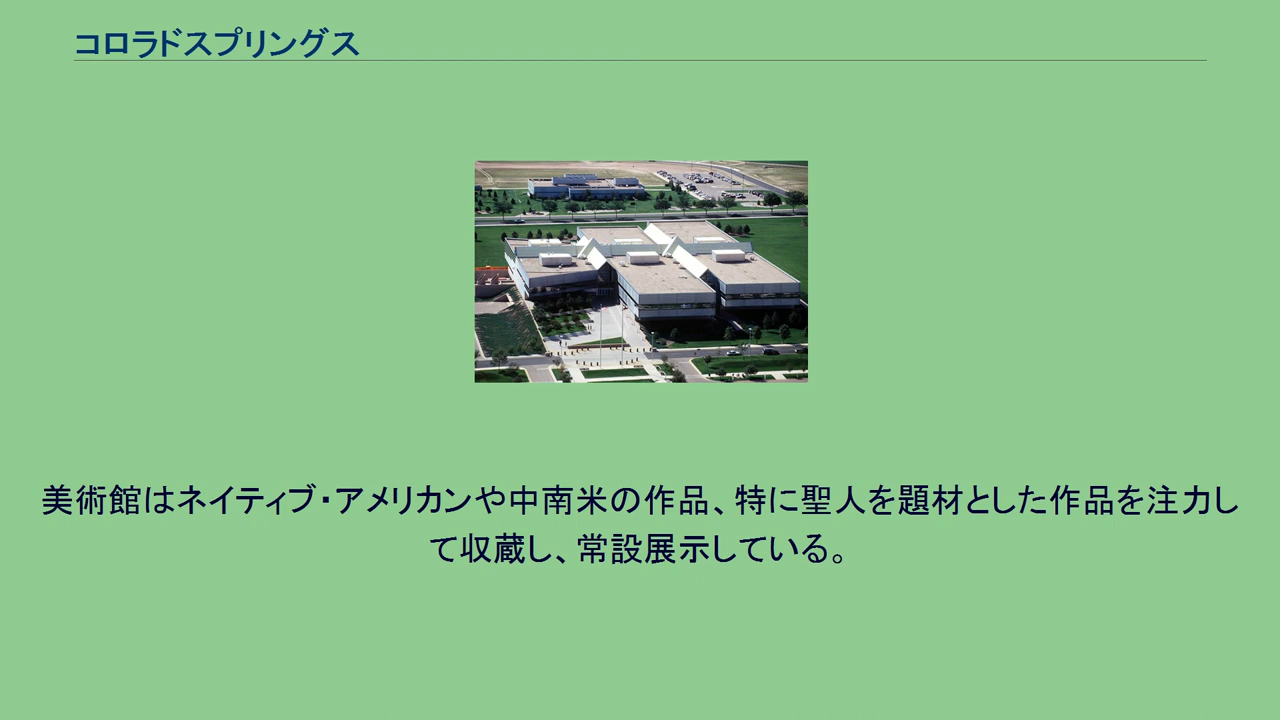 コロラドスプリングス
美術館はネイティブ・アメリカンや中南米の作品、特に聖人を題材とした作品を注力し
て収蔵し、常設展示している。